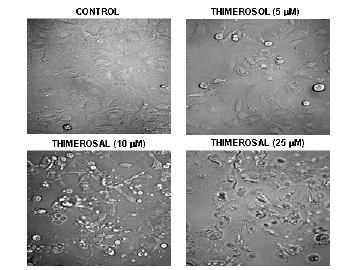 CONTROL
THIMEROSOL (5 µM)
THIMEROSAL (10 µM)
THIMEROSAL (25 µM)